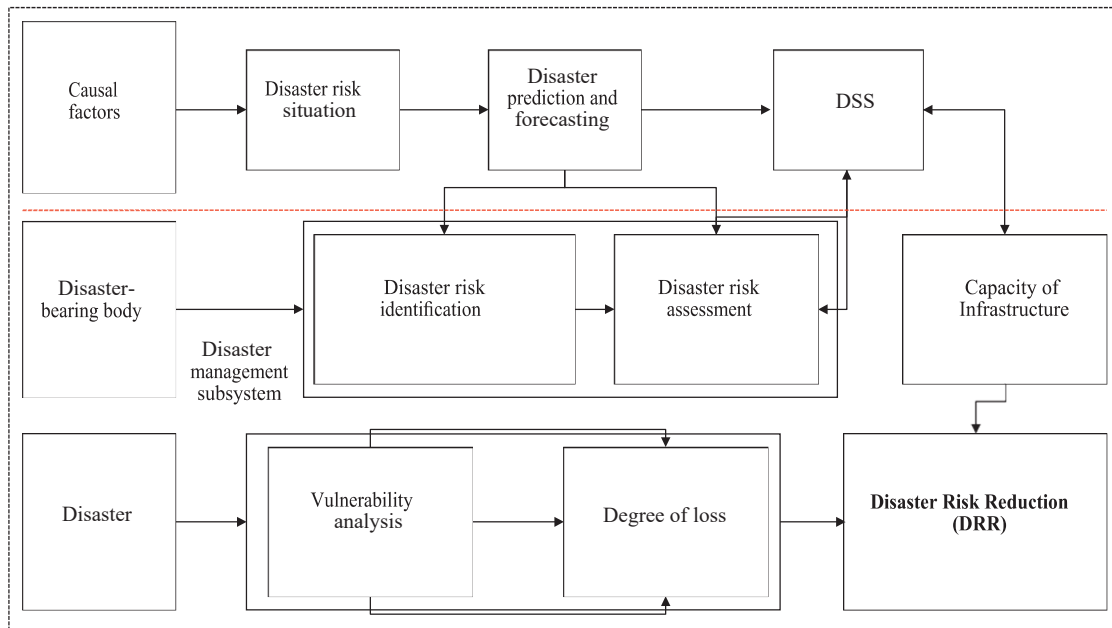 Causal
factors
Disaster risk
situation
Disaster
prediction and
forecasting
DSS
Disaster-
bearing body
Disaster
management
subsystem
Disaster risk
identification
Disaster risk
assessment
Capacity of
Infrastructure
Disaster
Vulnerability
analysis
Degree of loss
Disaster Risk Reduction
(DRR)